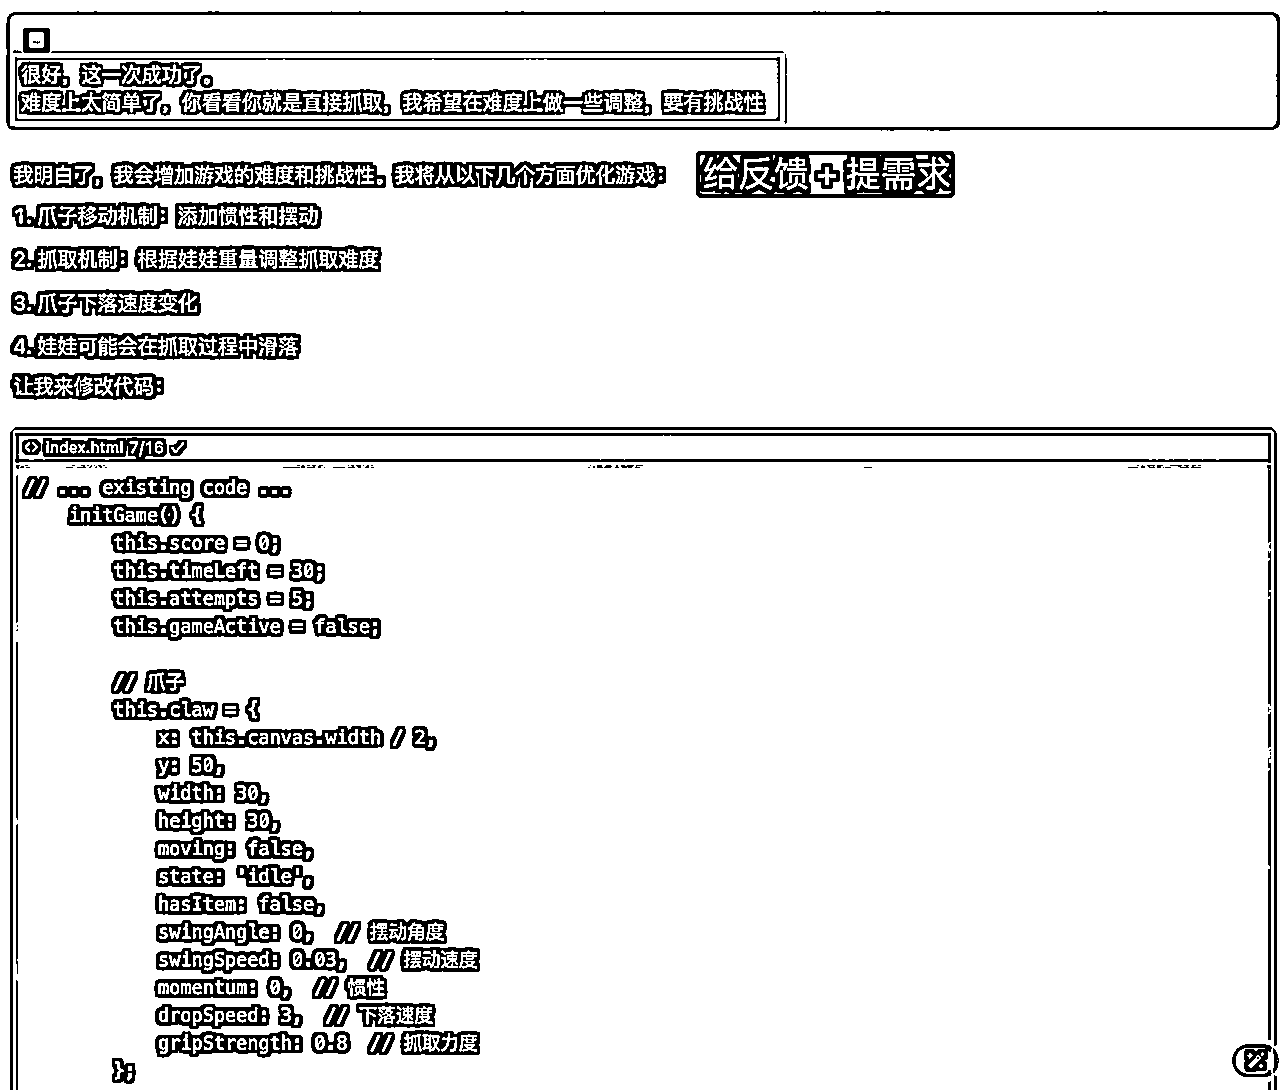 很好，这一次成功了。
难度上太简单了，你看看你就是直接抓取，我希望在难度上做一些调整，要有挑战性
我明白了，我会增加游戏的难度和挑战性。我将从以下几个方面优化游戏：
给反馈+提需求
1. 爪子移动机制：添加惯性和摆动
2. 抓取机制：根据娃娃重量调整抓取难度
3. 爪子下落速度变化
4. 娃娃可能会在抓取过程中滑落
让我来修改代码：
index.html 7/16
// ... existing code ...
initGame() {
this.score = 0;
this.timeLeft = 30;
this.attempts = 5;
this.gameActive = false;
// 爪子
this.claw = {
x: this.canvas.width / 2,
y: 50,
width: 30,
height: 30,
moving: false,
state: 'idle',
hasItem: false,
swingAngle: 0,  // 摆动角度
swingSpeed: 0.03,  // 摆动速度
momentum: 0,  // 惯性
dropSpeed: 3,  // 下落速度
gripStrength: 0.8  // 抓取力度
};